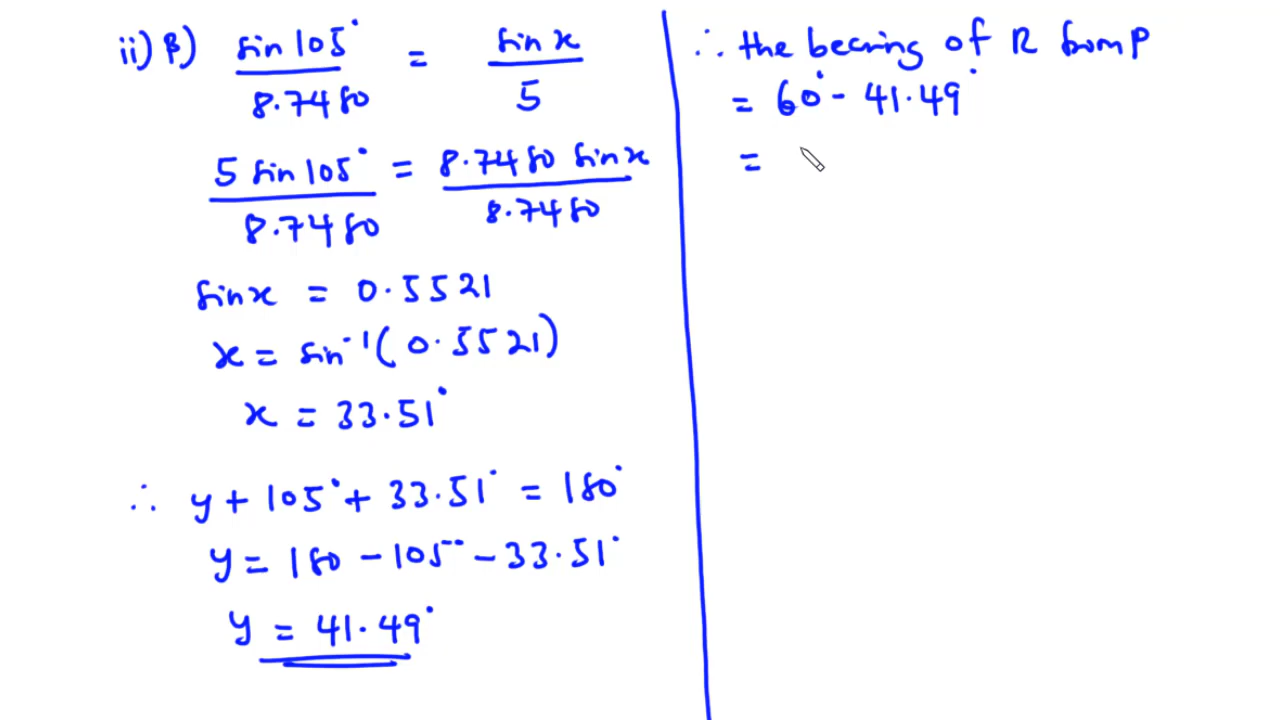 ii) β) sin 105° / 8.7480 = sin x / 5
5 sin 105° / 8.7480 = 8.7480 sin x / 8.7480
sin x = 0.5521
x = sin⁻¹(0.5521)
x = 33.51°
∴ y + 105° + 33.51° = 180°
y = 180 - 105° - 33.51°
y = 41.49°
∴ the bearing of R from P
= 60° - 41.49°
=